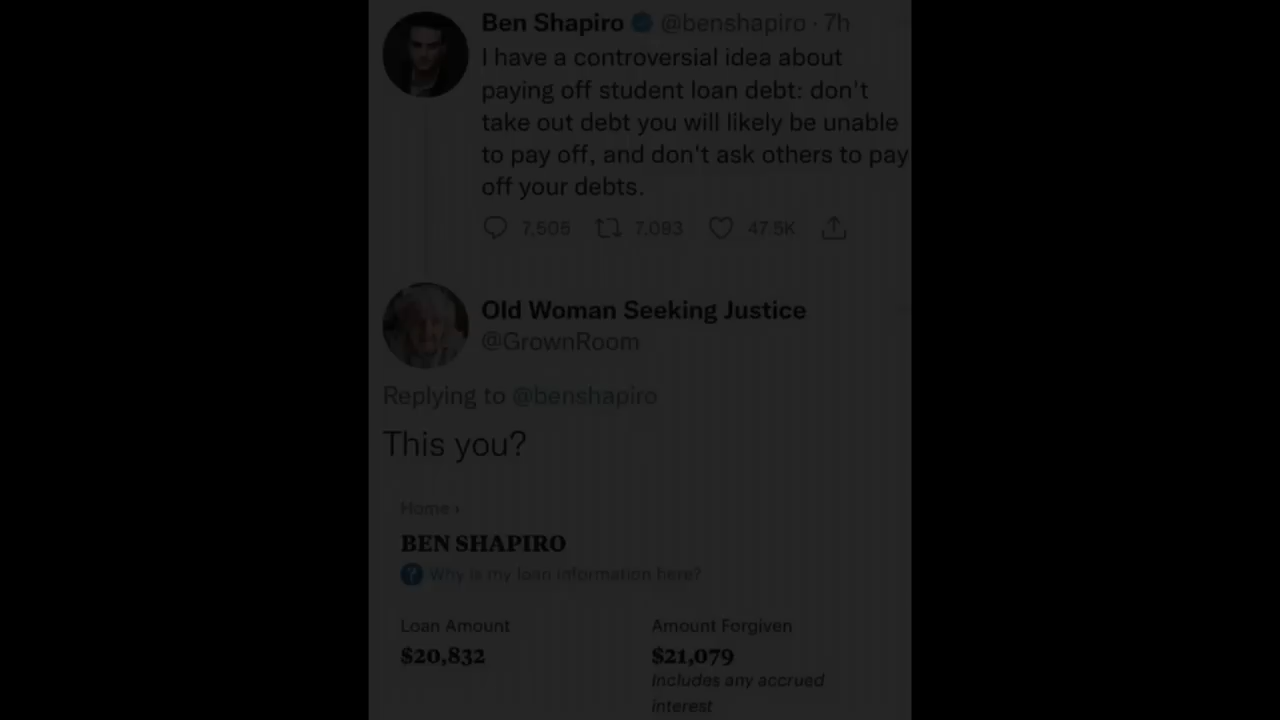 Ben Shapiro @benshapiro · 7h
I have a controversial idea about
paying off student loan debt: don't
take out debt you will likely be unable
to pay off, and don't ask others to pay
off your debts.
7,506 7,093 47.5K
Old Woman Seeking Justice
@GrownRoom
Replying to @benshapiro
This you?
Home ›
BEN SHAPIRO
? Why is my loan information here?
Loan Amount Amount Forgiven
$20,832 $21,079
Includes any accrued
interest